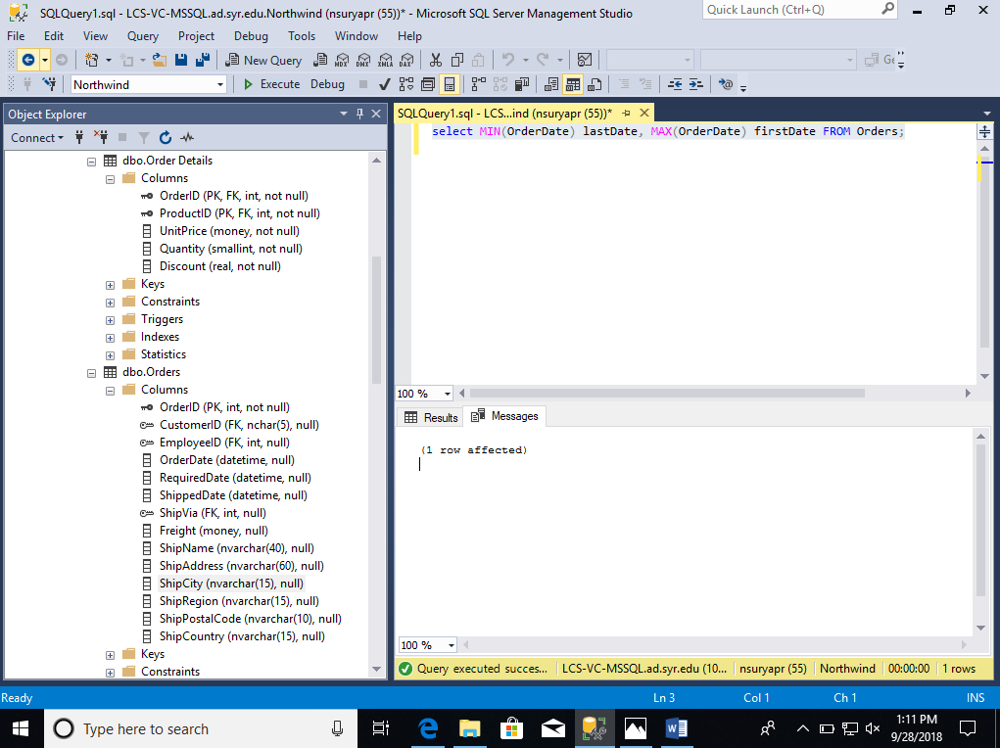 SQLQuery1.sql - LCS-VC-MSSQL.ad.syr.edu.Northwind (nsuryapr (55))* - Microsoft SQL Server Management Studio
Quick Launch (Ctrl+Q)
File Edit View Query Project Debug Tools Window Help
New Query MDX DMX XMLA DAX
Northwind Execute Debug
Object Explorer
SQLQuery1.sql - LCS...ind (nsuryapr (55))*
Connect
select MIN(OrderDate) lastDate, MAX(OrderDate) firstDate FROM Orders;
dbo.Order Details
Columns
OrderID (PK, FK, int, not null)
ProductID (PK, FK, int, not null)
UnitPrice (money, not null)
Quantity (smallint, not null)
Discount (real, not null)
Keys
Constraints
Triggers
Indexes
Statistics
dbo.Orders
Columns
OrderID (PK, int, not null)
CustomerID (FK, nchar(5), null)
EmployeeID (FK, int, null)
OrderDate (datetime, null)
RequiredDate (datetime, null)
ShippedDate (datetime, null)
ShipVia (FK, int, null)
Freight (money, null)
ShipName (nvarchar(40), null)
ShipAddress (nvarchar(60), null)
ShipCity (nvarchar(15), null)
ShipRegion (nvarchar(15), null)
ShipPostalCode (nvarchar(10), null)
ShipCountry (nvarchar(15), null)
Keys
Constraints
100 %
Results Messages
(1 row affected)
100 %
Query executed succes... LCS-VC-MSSQL.ad.syr.edu (10... nsuryapr (55) Northwind 00:00:00 1 rows
Ready Ln 3 Col 1 Ch 1 INS
Type here to search
1:11 PM
9/28/2018